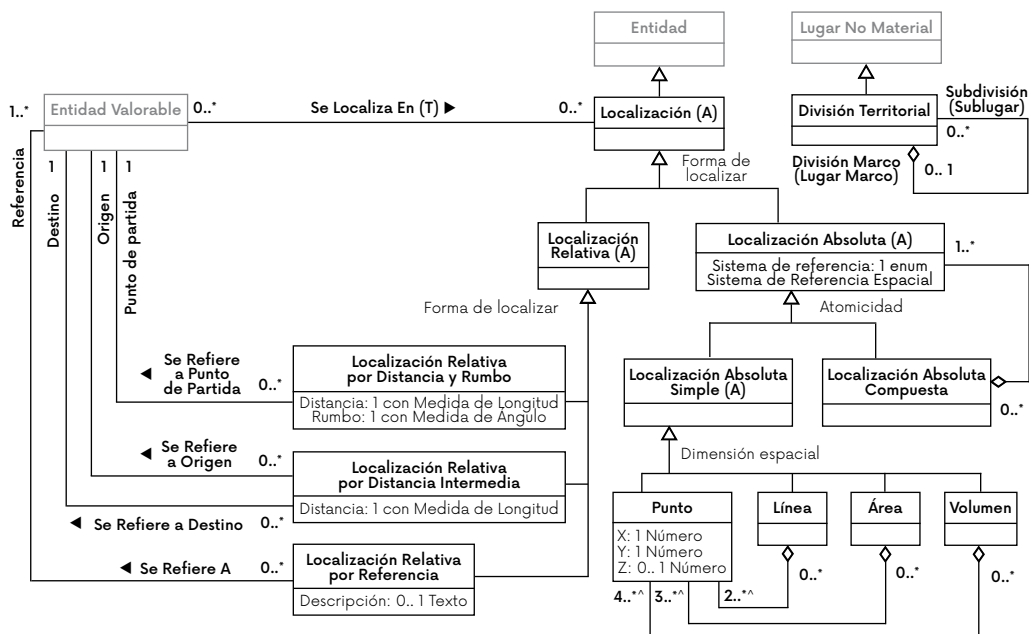 Entidad
Lugar No Material
1..*
Entidad Valorable
0..*
Se Localiza En (T) ►
0..*
Localización (A)
División Territorial
Subdivisión
(Sublugar)
0..*
División Marco
(Lugar Marco)
0.. 1
Referencia
1
Destino
1
Origen
1
Punto de partida
Forma de
localizar
Localización
Relativa (A)
Localización Absoluta (A)
Sistema de referencia: 1 enum
Sistema de Referencia Espacial
1..*
Forma de localizar
Atomicidad
◄ Se Refiere
a Punto
de Partida
0..*
Localización Relativa
por Distancia y Rumbo
Distancia: 1 con Medida de Longitud
Rumbo: 1 con Medida de Ángulo
Localización Absoluta
Simple (A)
Localización Absoluta
Compuesta
0..*
◄ Se Refiere
a Origen
0..*
Localización Relativa
por Distancia Intermedia
Distancia: 1 con Medida de Longitud
Dimensión espacial
◄ Se Refiere a Destino
0..*
Punto
X: 1 Número
Y: 1 Número
Z: 0.. 1 Número
Línea
Área
Volumen
◄ Se Refiere A
0..*
Localización Relativa
por Referencia
Descripción: 0.. 1 Texto
0..*
0..*
0..*
4..*^
3..*^
2..*^